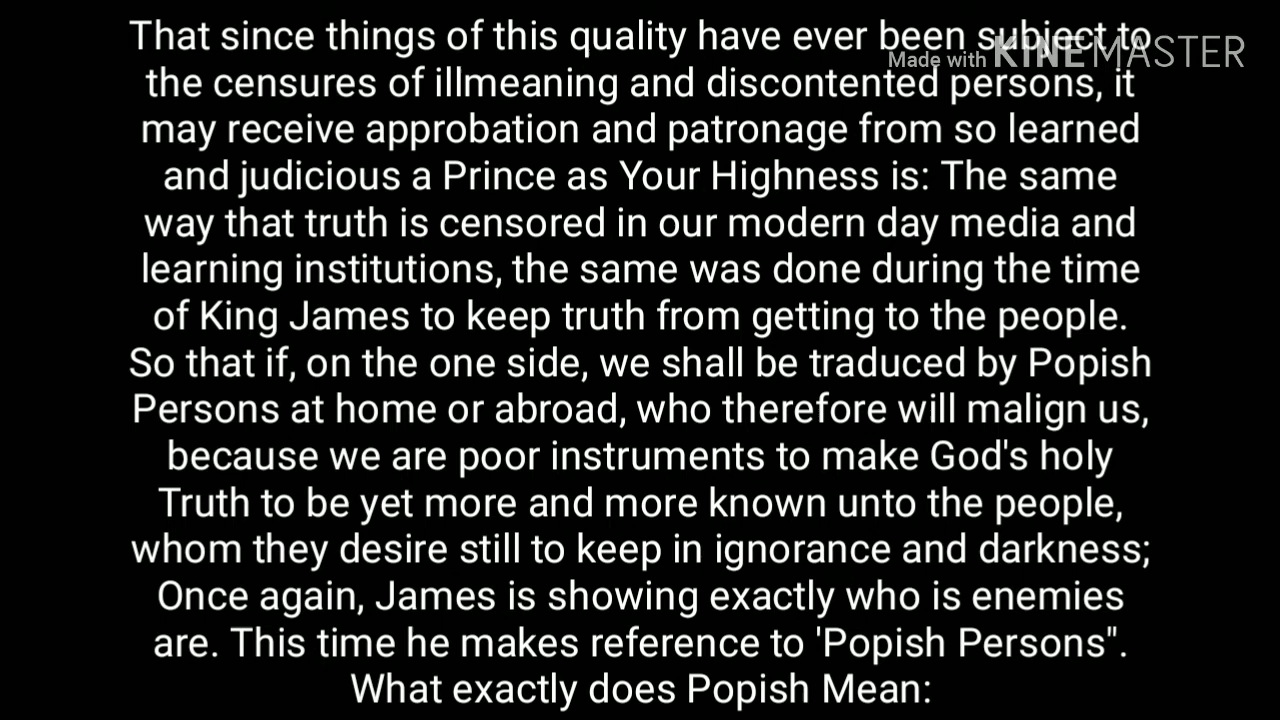 That since things of this quality have ever been subject to
Made with KINEMASTER
the censures of illmeaning and discontented persons, it
may receive approbation and patronage from so learned
and judicious a Prince as Your Highness is: The same
way that truth is censored in our modern day media and
learning institutions, the same was done during the time
of King James to keep truth from getting to the people.
So that if, on the one side, we shall be traduced by Popish
Persons at home or abroad, who therefore will malign us,
because we are poor instruments to make God's holy
Truth to be yet more and more known unto the people,
whom they desire still to keep in ignorance and darkness;
Once again, James is showing exactly who is enemies
are. This time he makes reference to 'Popish Persons".
What exactly does Popish Mean: